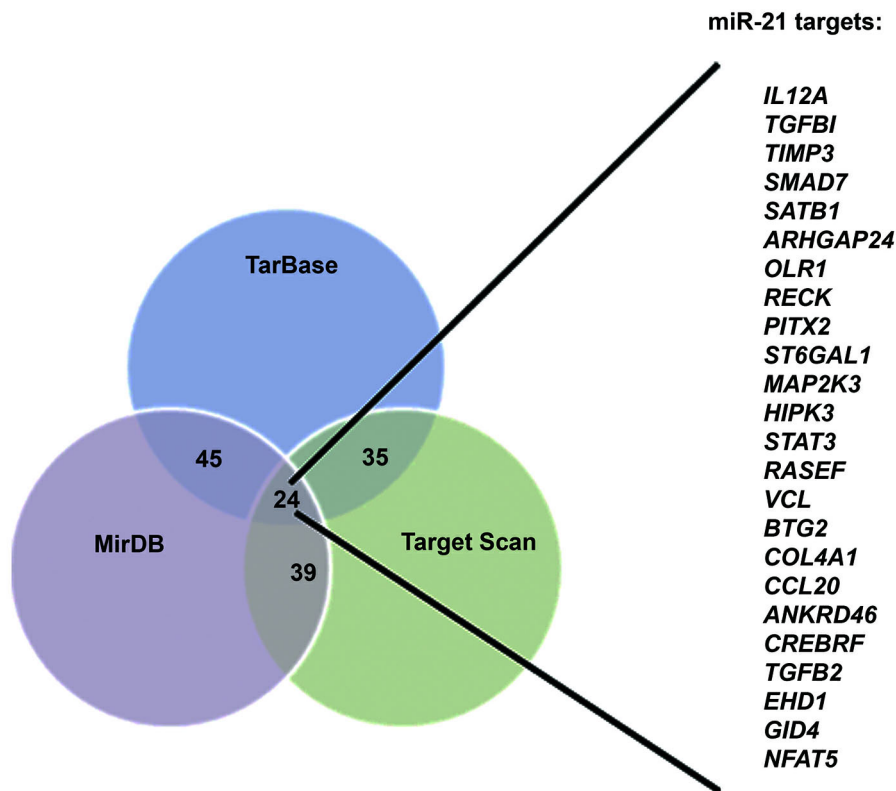 miR-21 targets:
IL12A
TGFBI
TIMP3
SMAD7
SATB1
ARHGAP24
OLR1
RECK
PITX2
ST6GAL1
MAP2K3
HIPK3
STAT3
RASEF
VCL
BTG2
COL4A1
CCL20
ANKRD46
CREBRF
TGFB2
EHD1
GID4
NFAT5
TarBase
45
35
24
MirDB
Target Scan
39